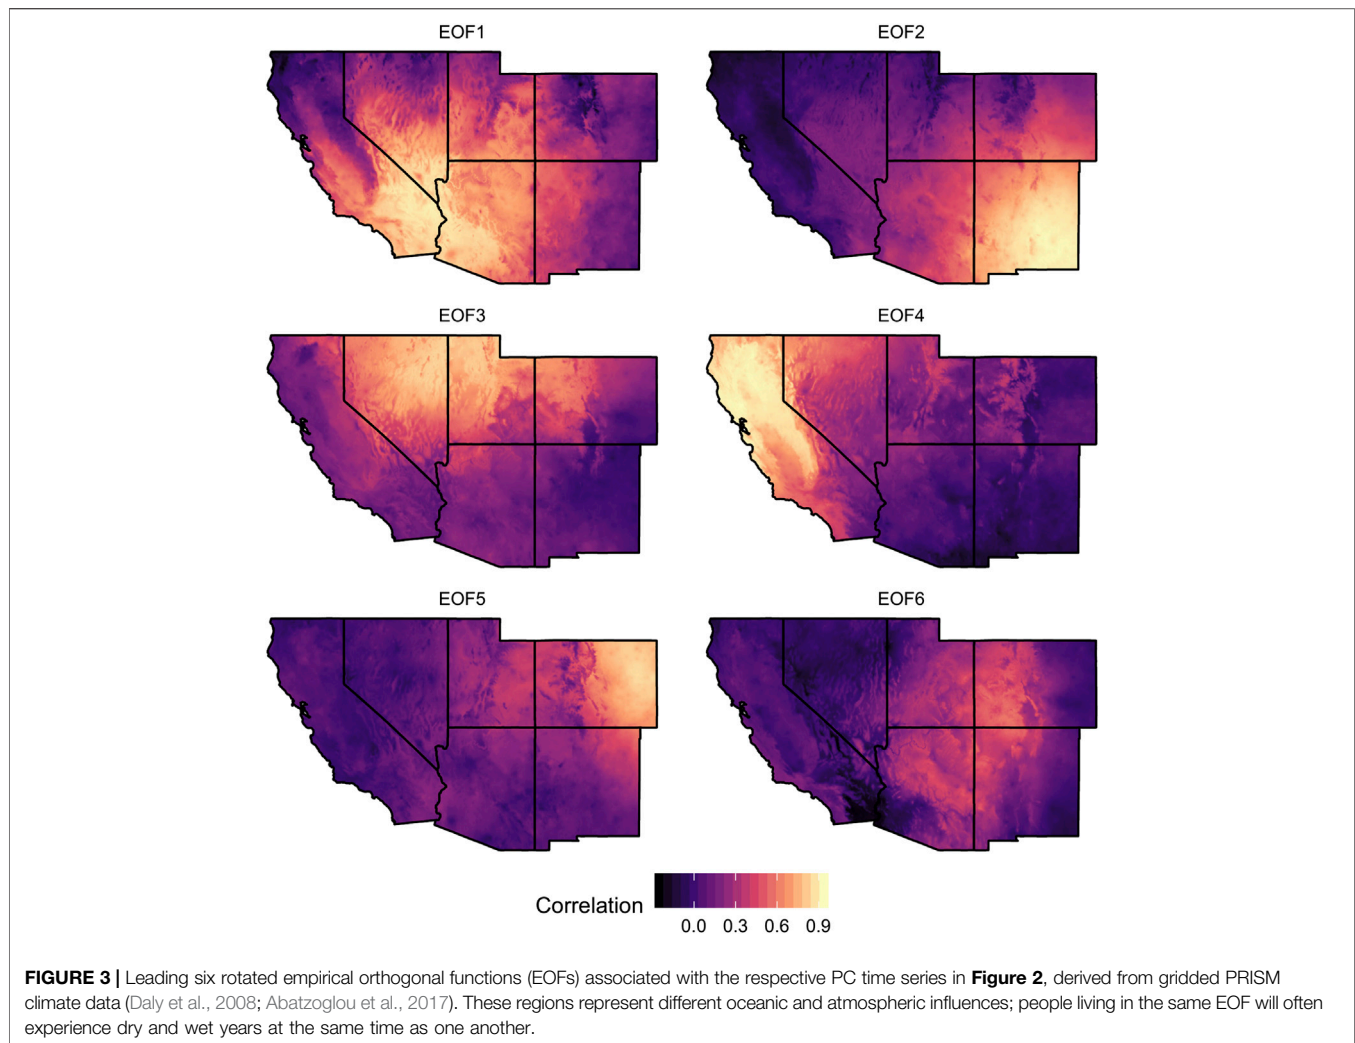 EOF1
EOF2
EOF3
EOF4
EOF5
EOF6
Correlation
0.0 0.3 0.6 0.9
FIGURE 3 | Leading six rotated empirical orthogonal functions (EOFs) associated with the respective PC time series in Figure 2, derived from gridded PRISM
climate data (Daly et al., 2008; Abatzoglou et al., 2017). These regions represent different oceanic and atmospheric influences; people living in the same EOF will often
experience dry and wet years at the same time as one another.